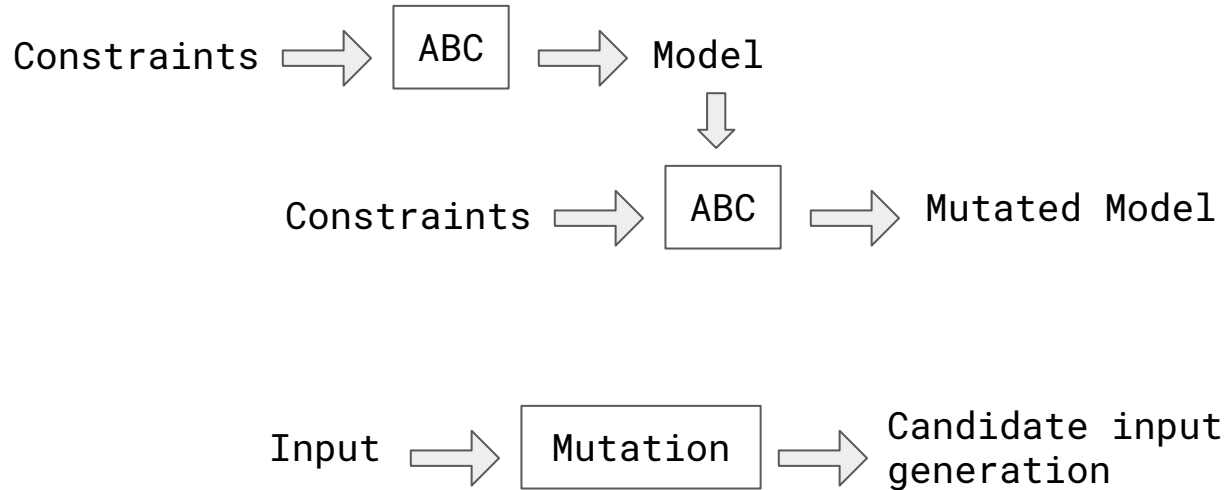 Constraints ABC Model
Constraints ABC Mutated Model
Input Mutation Candidate input
generation